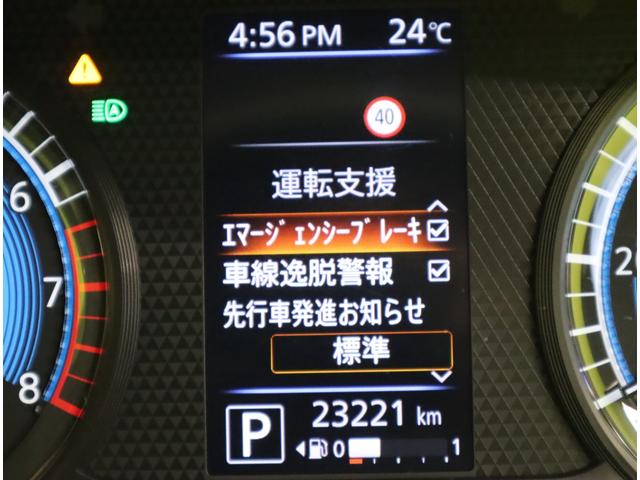 4:56 PM 24℃
40
運転支援
ｴﾏｰｼﾞｪﾝｼｰﾌﾞﾚｰｷ
車線逸脱警報
先行車発進お知らせ
標準
P 23221 km
0 1
6
7
8
20
A